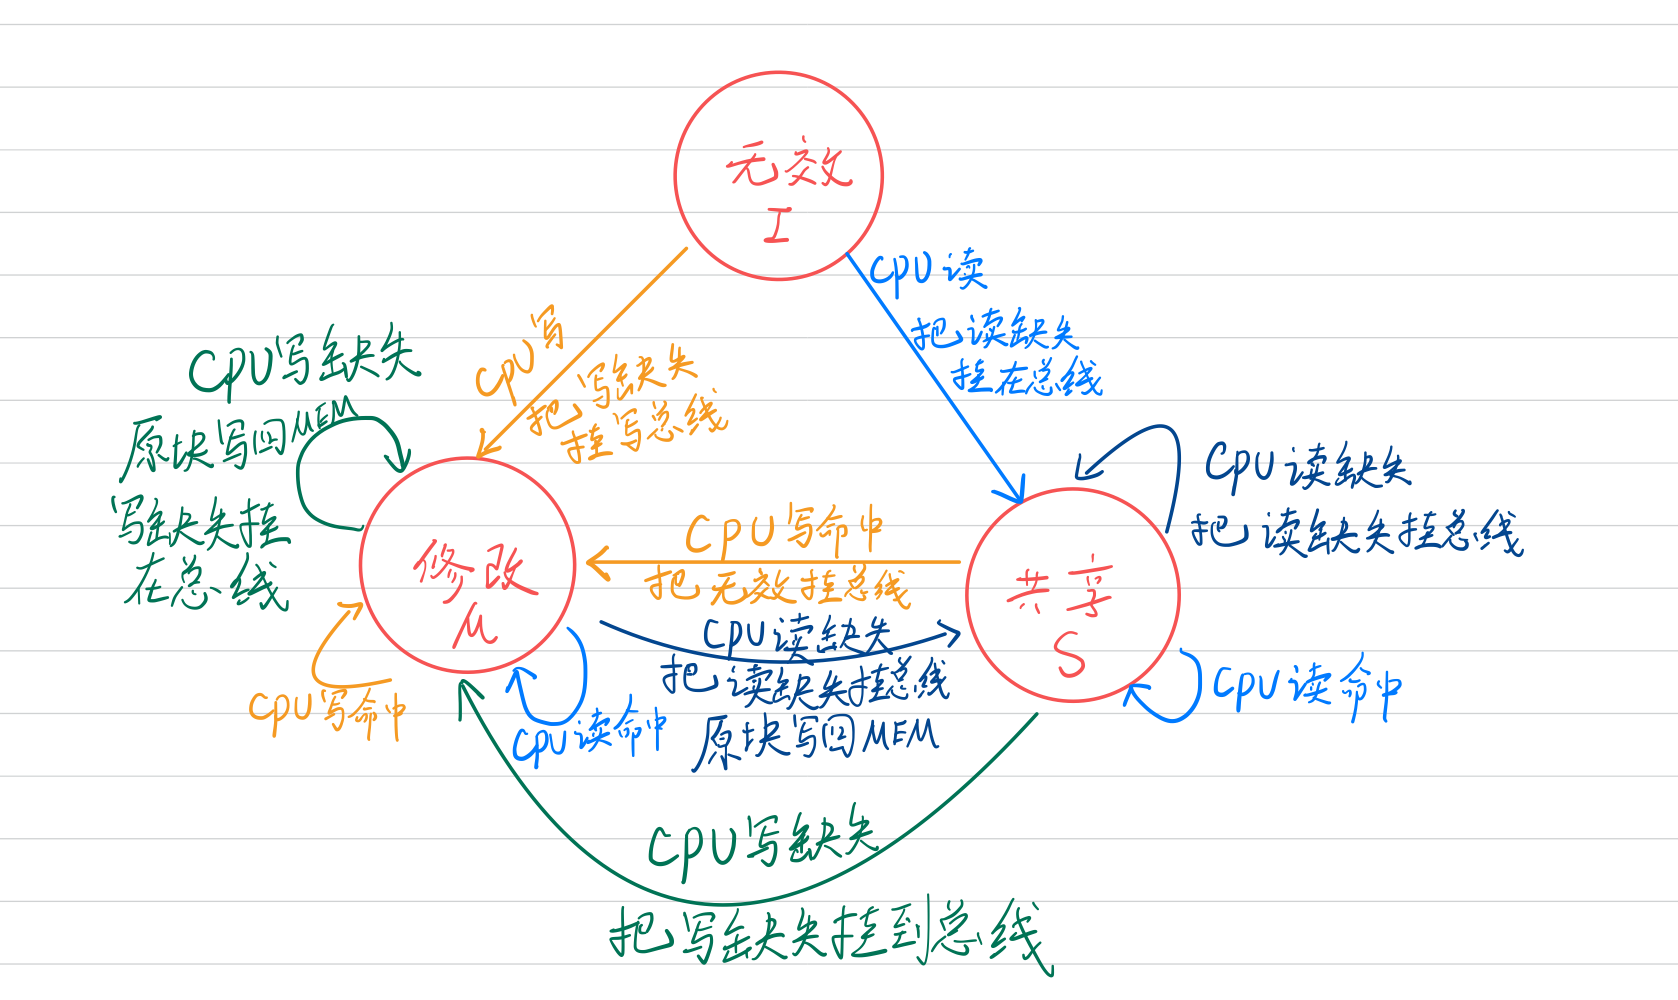 无效
I
CPU读
把读缺失
挂在总线
CPU写
把写缺失
挂写总线
CPU写缺失
原块写回MEM
写缺失挂
在总线
CPU读缺失
把读缺失挂总线
CPU写命中
把无效挂总线
修改
M
共享
S
CPU读缺失
把读缺失挂总线
原块写回MEM
CPU写命中
CPU读命中
CPU读命中
CPU写缺失
把写缺失挂到总线